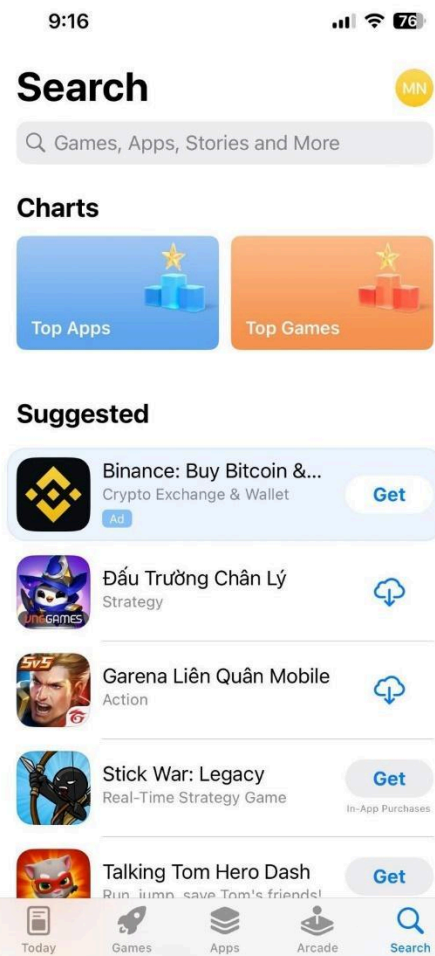 9:16
76
Search
MN
Games, Apps, Stories and More
Charts
Top Apps
Top Games
Suggested
Binance: Buy Bitcoin &...
Crypto Exchange & Wallet
Get
Ad
VNGGAMES
Đấu Trường Chân Lý
Strategy
5v5
Garena Liên Quân Mobile
Action
Stick War: Legacy
Real-Time Strategy Game
Get
In-App Purchases
Talking Tom Hero Dash
Run, jump, save Tom's friends!
Get
Today
Games
Apps
Arcade
Search